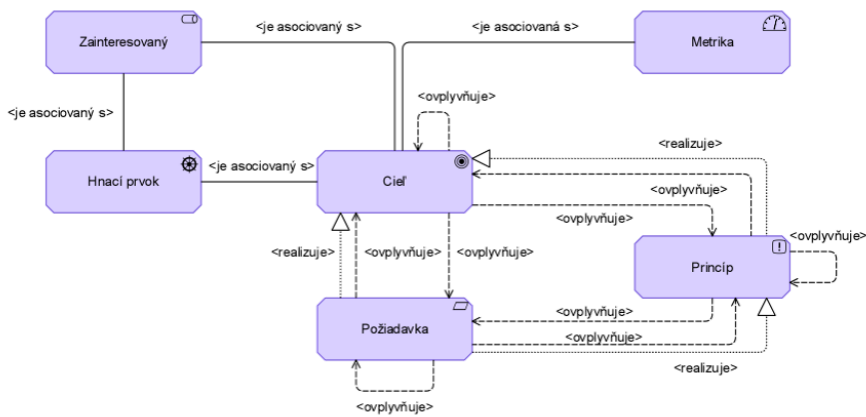 <je asociovaný s>
<je asociovaná s>
Zainteresovaný
Metrika
<ovplyvňuje>
<je asociovaný s>
<realizuje>
<je asociovaný s>
Hnací prvok
Cieľ
<ovplyvňuje>
<ovplyvňuje>
<ovplyvňuje>
<realizuje>
<ovplyvňuje>
<ovplyvňuje>
Princíp
<ovplyvňuje>
Požiadavka
<ovplyvňuje>
<realizuje>
<ovplyvňuje>